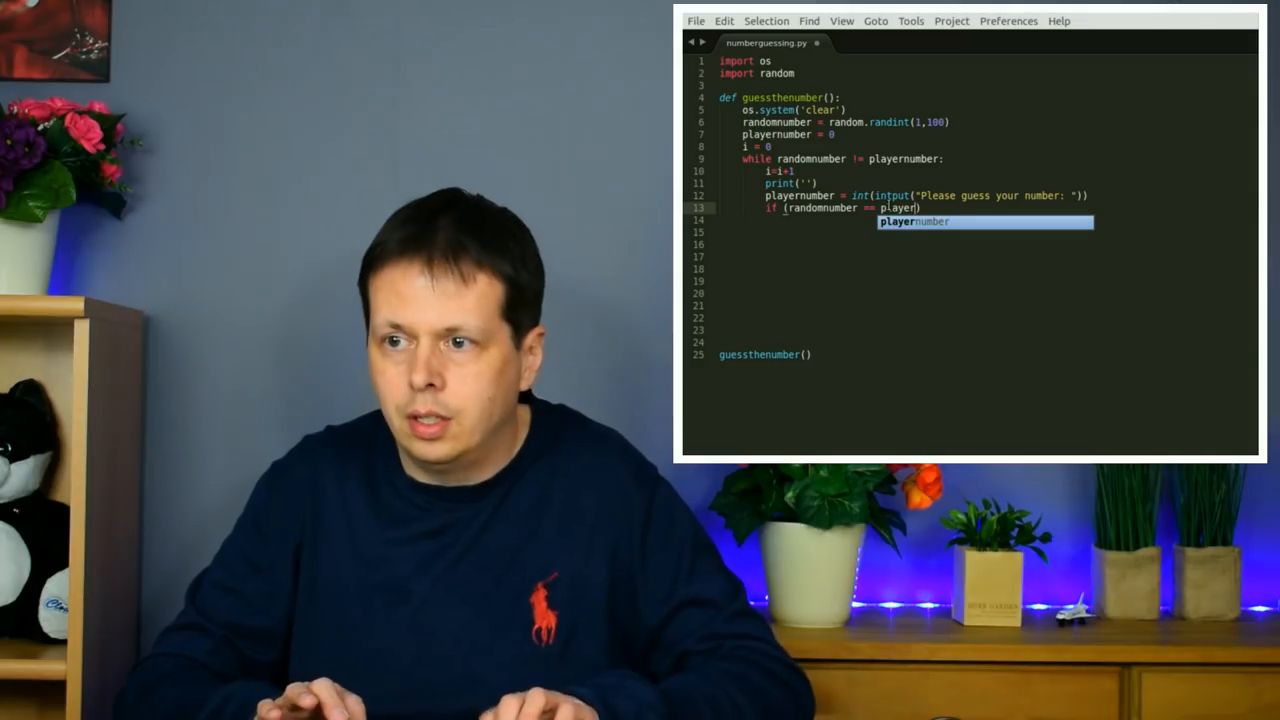 File Edit Selection Find View Goto Tools Project Preferences Help
numberguessing.py
1 import os
2 import random
3
4 def guessthenumber():
5 os.system('clear')
6 randomnumber = random.randint(1,100)
7 playernumber = 0
8 i = 0
9 while randomnumber != playernumber:
10 i=i+1
11 print('')
12 playernumber = int(intput("Please guess your number: "))
13 if (randomnumber == player)
playernumber
14
15
16
17
18
19
20
21
22
23
24
25 guessthenumber()